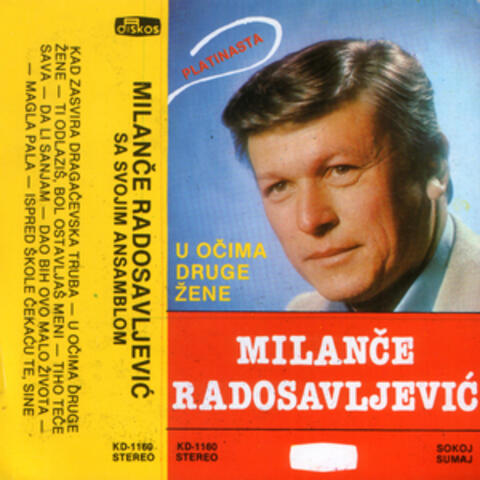 DISKOS
MILANČE RADOSAVLJEVIĆ
SA SVOJIM ANSAMBLOM
KAD ZASVIRA DRAGAČEVSKA TRUBA — U OČIMA DRUGE
ŽENE — TI ODLAZIŠ, BOL OSTAVLJAŠ MENI — TIHO TEČE
SAVA — DA LI SANJAM — DAO BIH OVO MALO ŽIVOTA —
— MAGLA PALA — ISPRED ŠKOLE ČEKAĆU TE, SINE
KD-1160
STEREO
PLATINASTA
2
U OČIMA
DRUGE
ŽENE
MILANČE
RADOSAVLJEVIĆ
KD-1160
STEREO
SOKOJ
SUMAJ